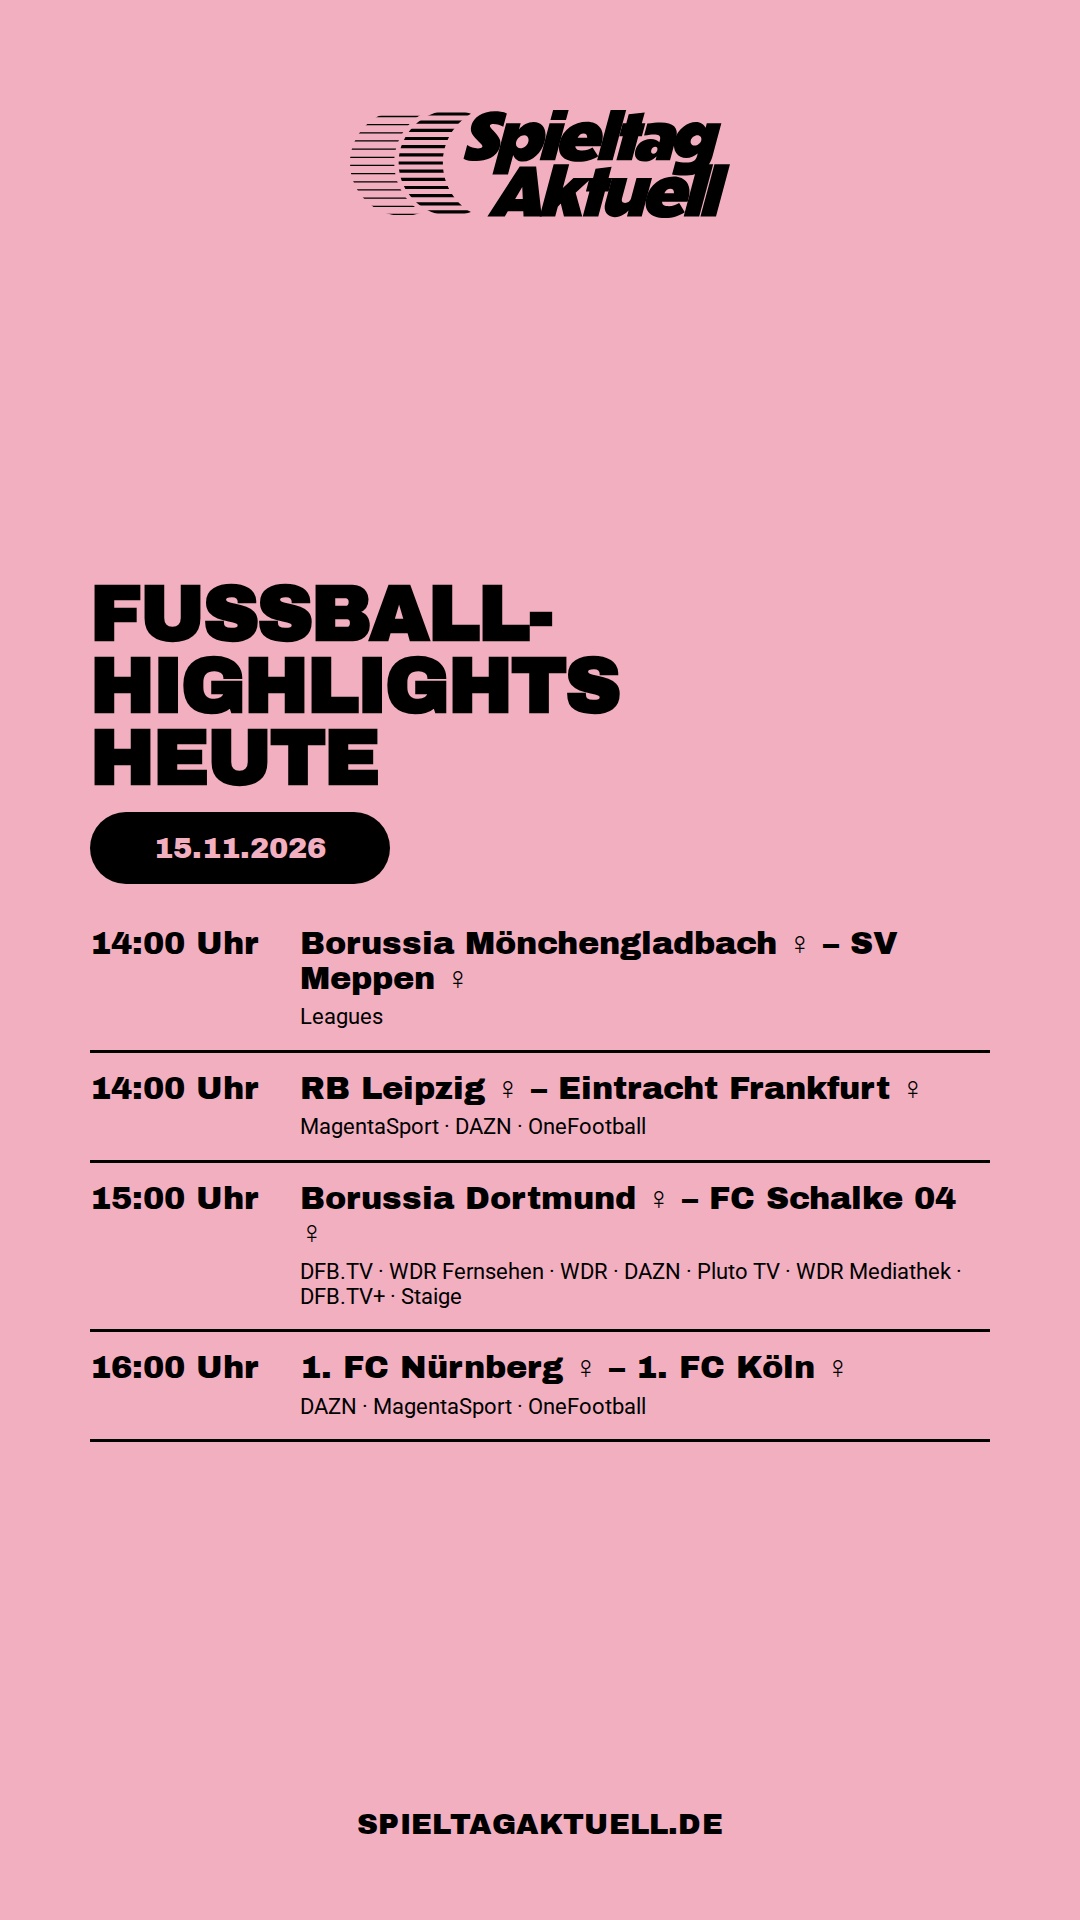 Spieltag
Aktuell
FUSSBALL-
HIGHLIGHTS
HEUTE
15.11.2026
14:00 Uhr Borussia Mönchengladbach ♀ – SV
Meppen ♀
Leagues
14:00 Uhr RB Leipzig ♀ – Eintracht Frankfurt ♀
MagentaSport · DAZN · OneFootball
15:00 Uhr Borussia Dortmund ♀ – FC Schalke 04
♀
DFB.TV · WDR Fernsehen · WDR · DAZN · Pluto TV · WDR Mediathek ·
DFB.TV+ · Staige
16:00 Uhr 1. FC Nürnberg ♀ – 1. FC Köln ♀
DAZN · MagentaSport · OneFootball
SPIELTAGAKTUELL.DE